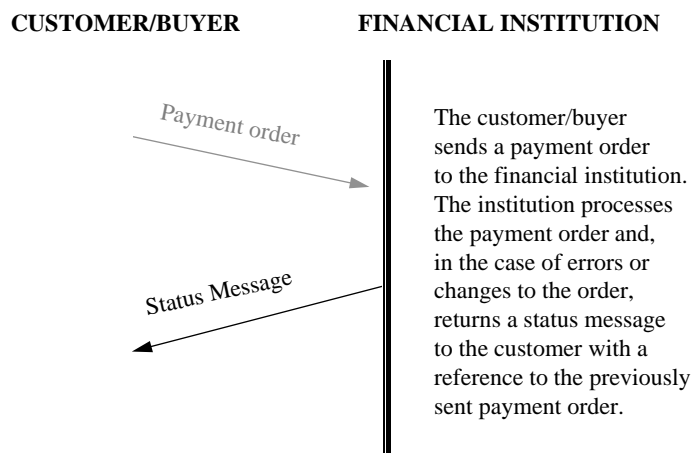 CUSTOMER/BUYER
FINANCIAL INSTITUTION
Payment order
The customer/buyer
sends a payment order
to the financial institution.
The institution processes
the payment order and,
in the case of errors or
changes to the order,
returns a status message
to the customer with a
reference to the previously
sent payment order.
Status Message